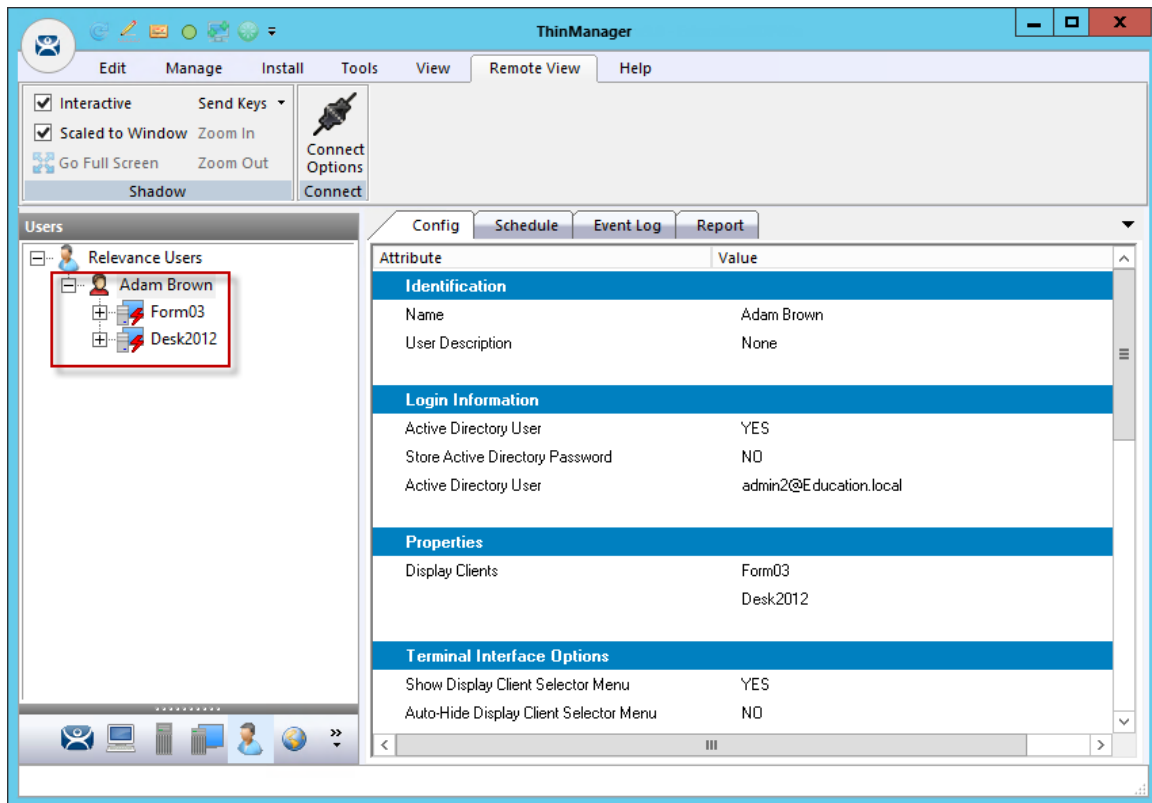 ThinManager
Edit Manage Install Tools View Remote View Help
Interactive Send Keys
Scaled to Window Zoom In
Go Full Screen Zoom Out
Connect Options
Shadow Connect
Users
Relevance Users
Adam Brown
Form03
Desk2012
Config Schedule Event Log Report
Attribute Value
Identification
Name Adam Brown
User Description None
Login Information
Active Directory User YES
Store Active Directory Password NO
Active Directory User admin2@Education.local
Properties
Display Clients Form03
Desk2012
Terminal Interface Options
Show Display Client Selector Menu YES
Auto-Hide Display Client Selector Menu NO